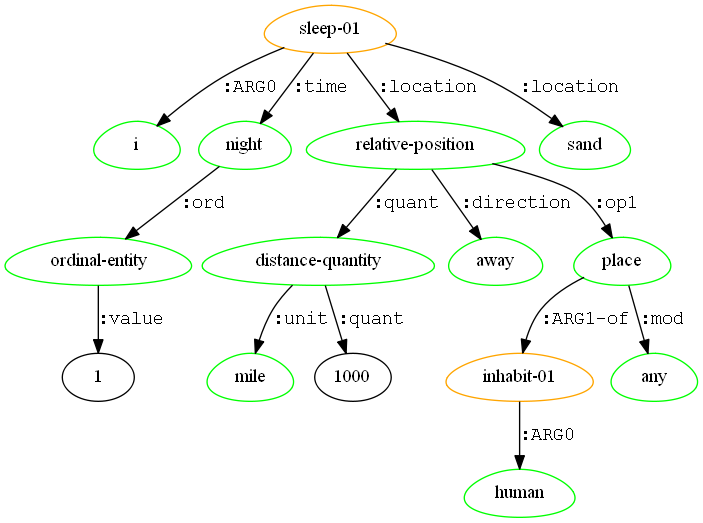 sleep-01
:ARG0 :time :location :location
i night relative-position sand
:ord :quant :direction :op1
ordinal-entity distance-quantity away place
:value :unit :quant :ARG1-of :mod
1 mile 1000 inhabit-01 any
:ARG0
human